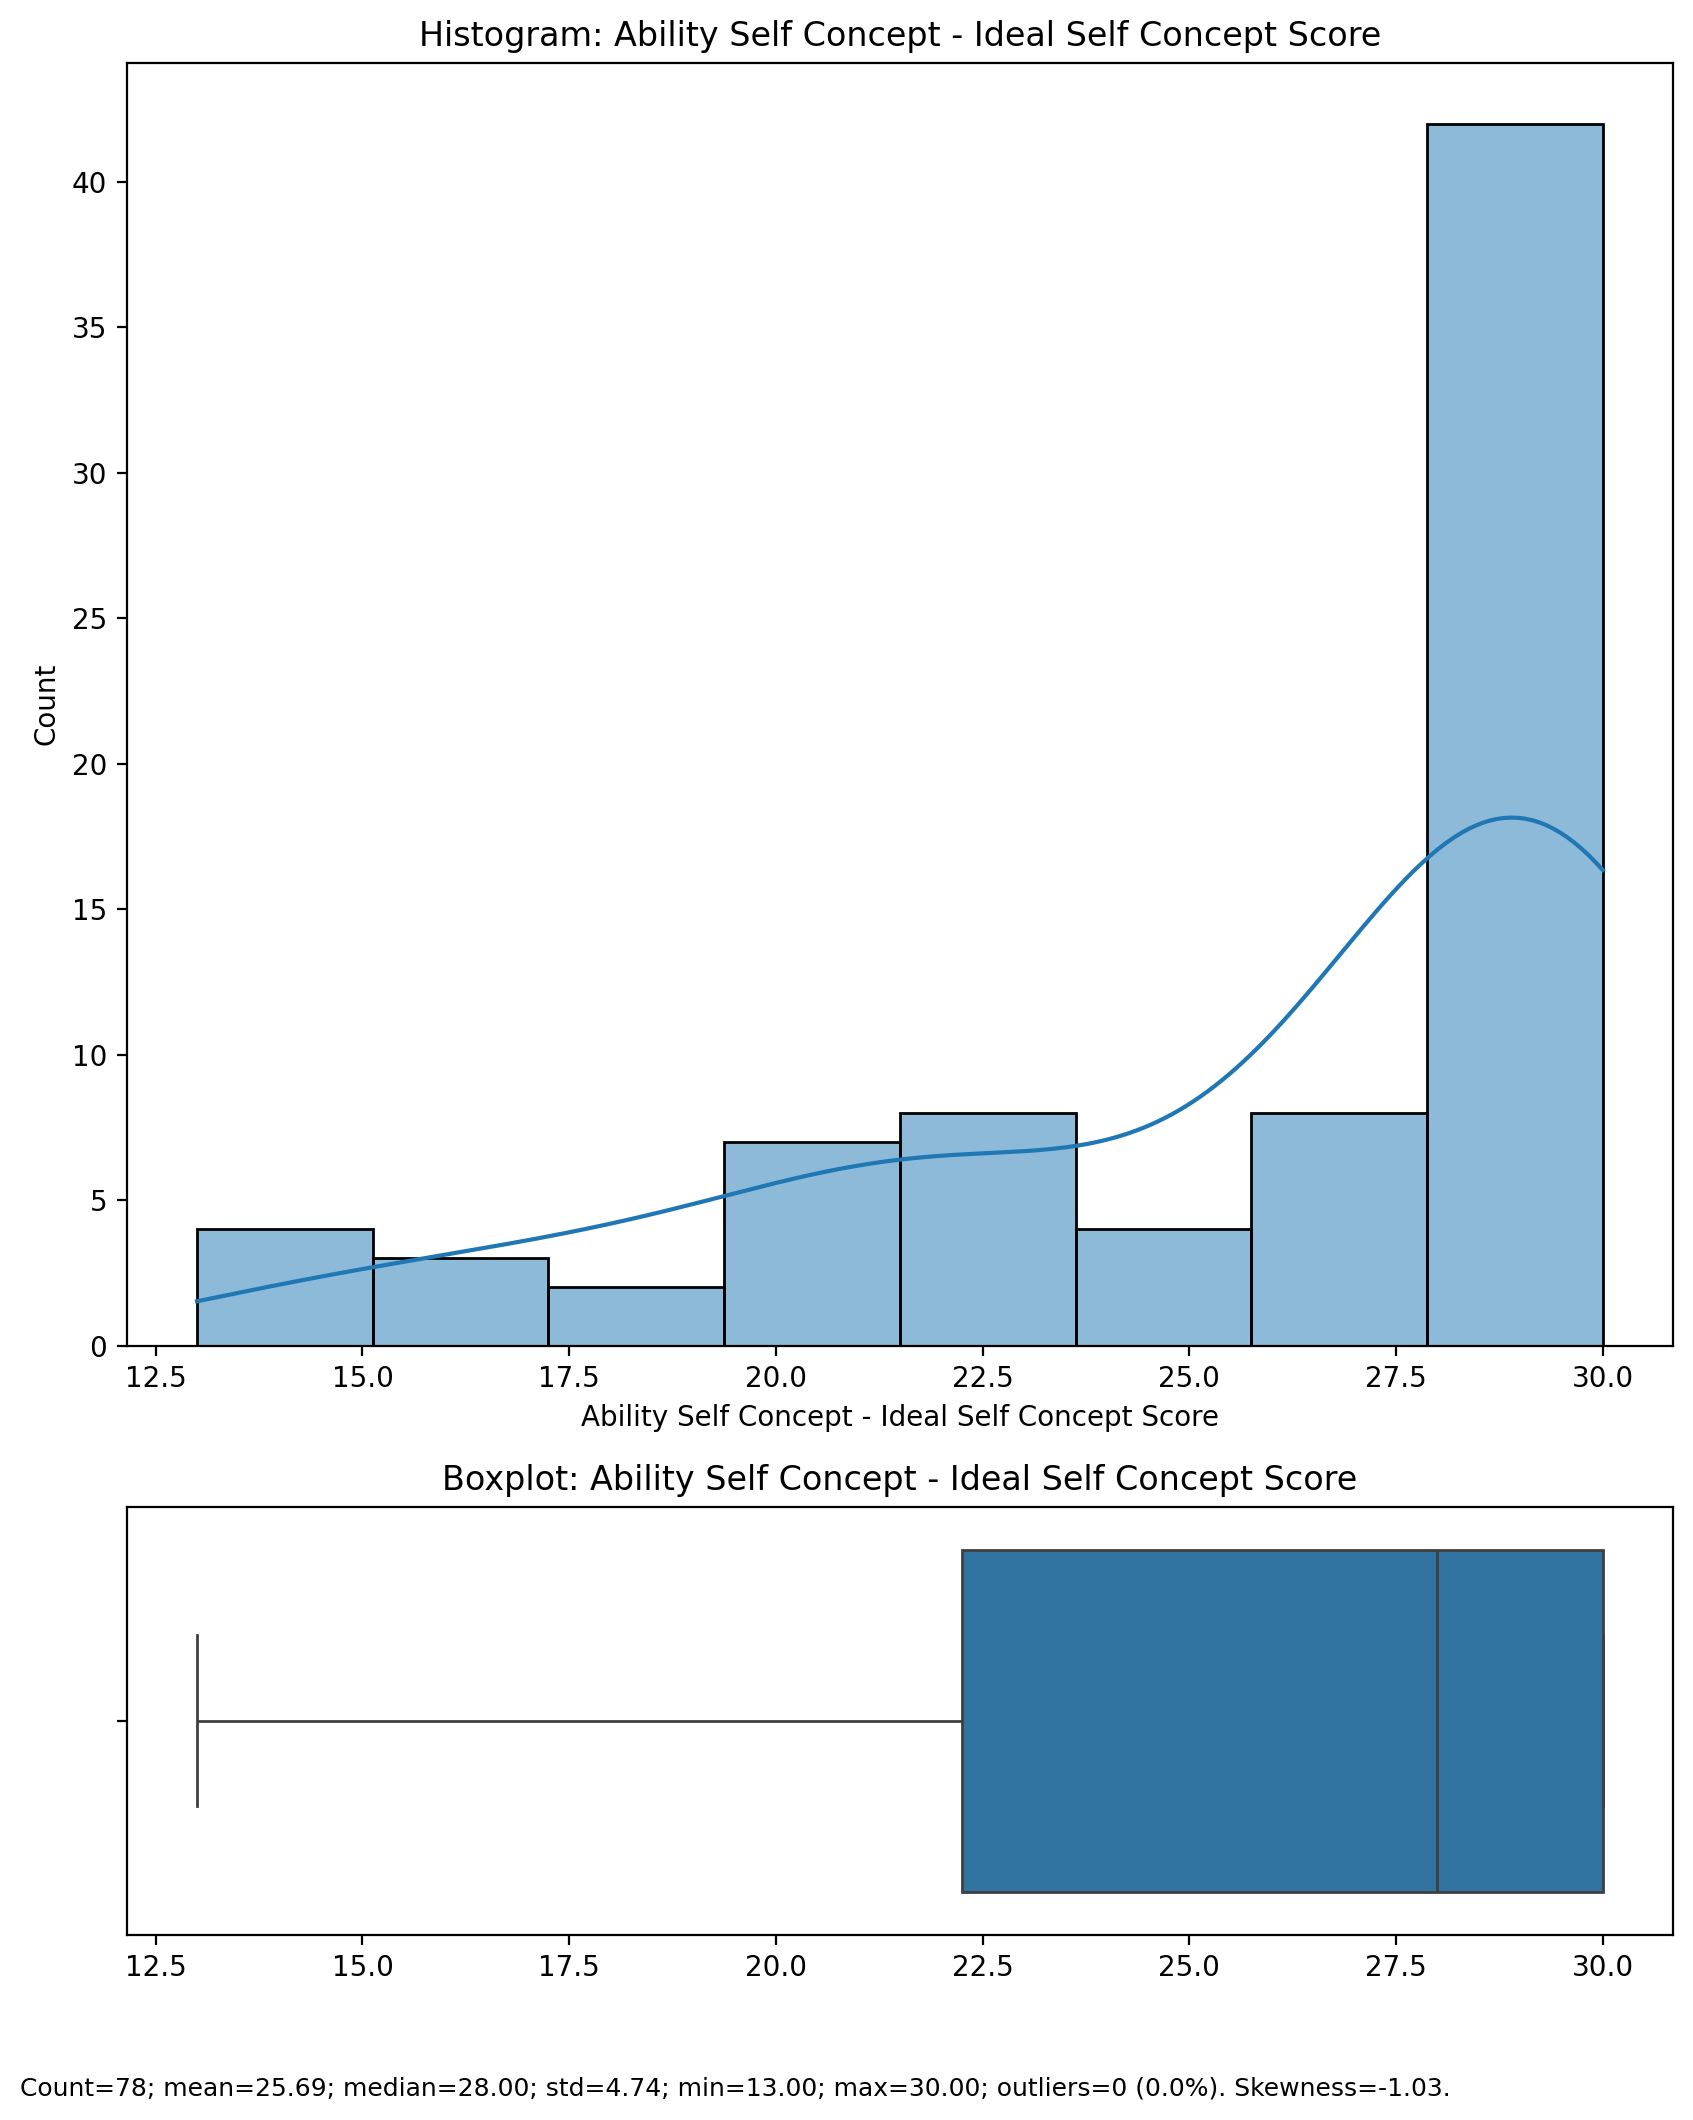 Histogram: Ability Self Concept - Ideal Self Concept Score
Count
40
35
30
25
20
15
10
5
0
12.5 15.0 17.5 20.0 22.5 25.0 27.5 30.0
Ability Self Concept - Ideal Self Concept Score
Boxplot: Ability Self Concept - Ideal Self Concept Score
12.5 15.0 17.5 20.0 22.5 25.0 27.5 30.0
Count=78; mean=25.69; median=28.00; std=4.74; min=13.00; max=30.00; outliers=0 (0.0%). Skewness=-1.03.